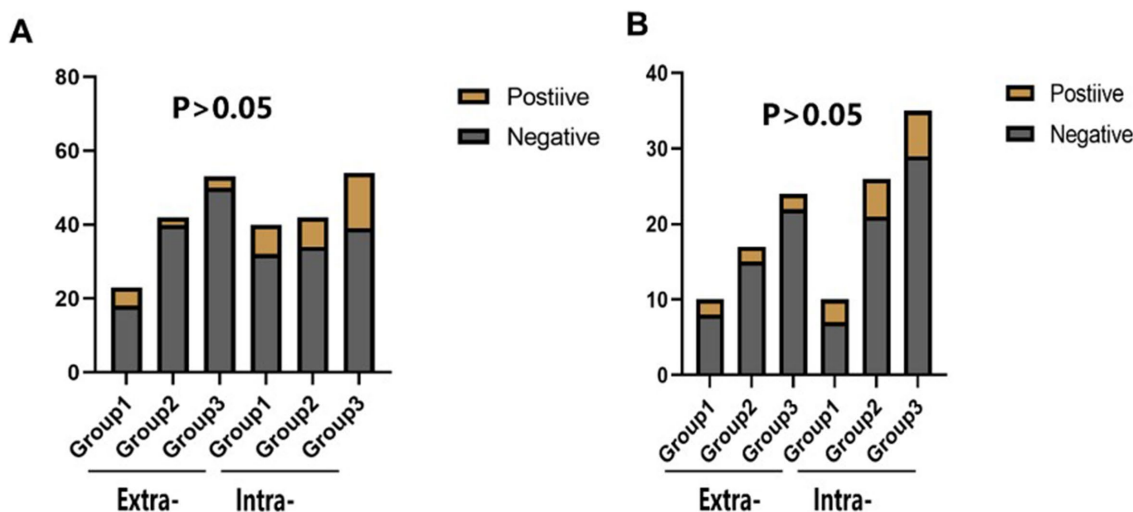 A
80
60
40
20
0
P>0.05
Postiive
Negative
Group1
Group2
Group3
Group1
Group2
Group3
Extra-
Intra-
B
40
30
20
10
0
P>0.05
Postiive
Negative
Group1
Group2
Group3
Group1
Group2
Group3
Extra-
Intra-